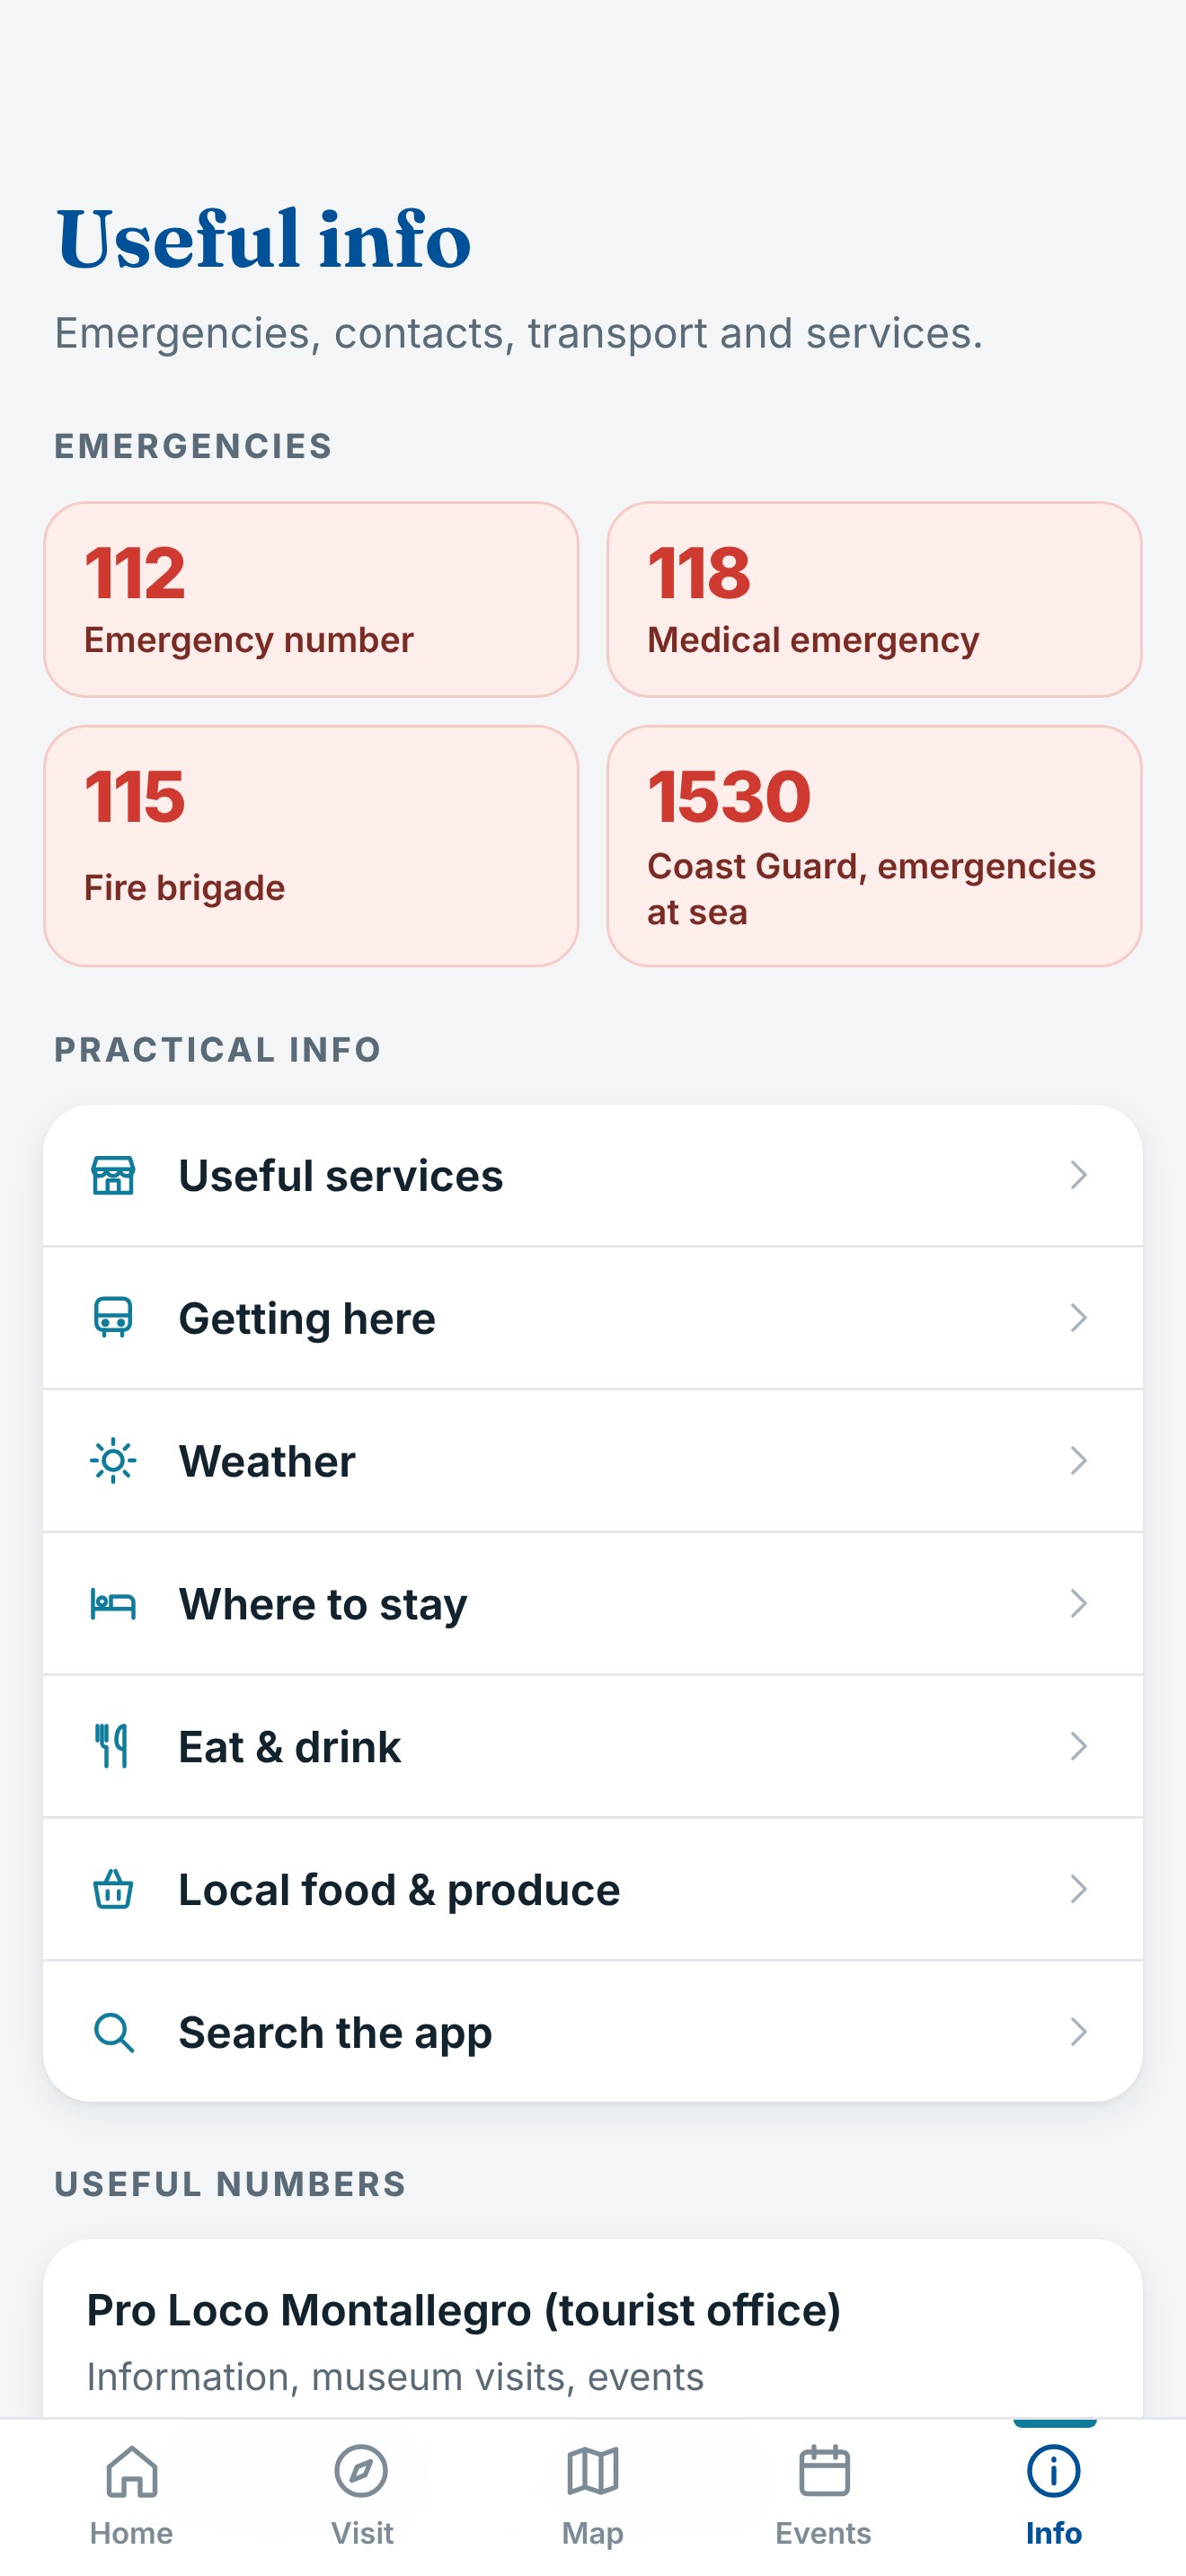 Useful info
Emergencies, contacts, transport and services.
EMERGENCIES
112
Emergency number
118
Medical emergency
115
Fire brigade
1530
Coast Guard, emergencies
at sea
PRACTICAL INFO
Useful services
Getting here
Weather
Where to stay
Eat & drink
Local food & produce
Search the app
USEFUL NUMBERS
Pro Loco Montallegro (tourist office)
Information, museum visits, events
Home
Visit
Map
Events
Info